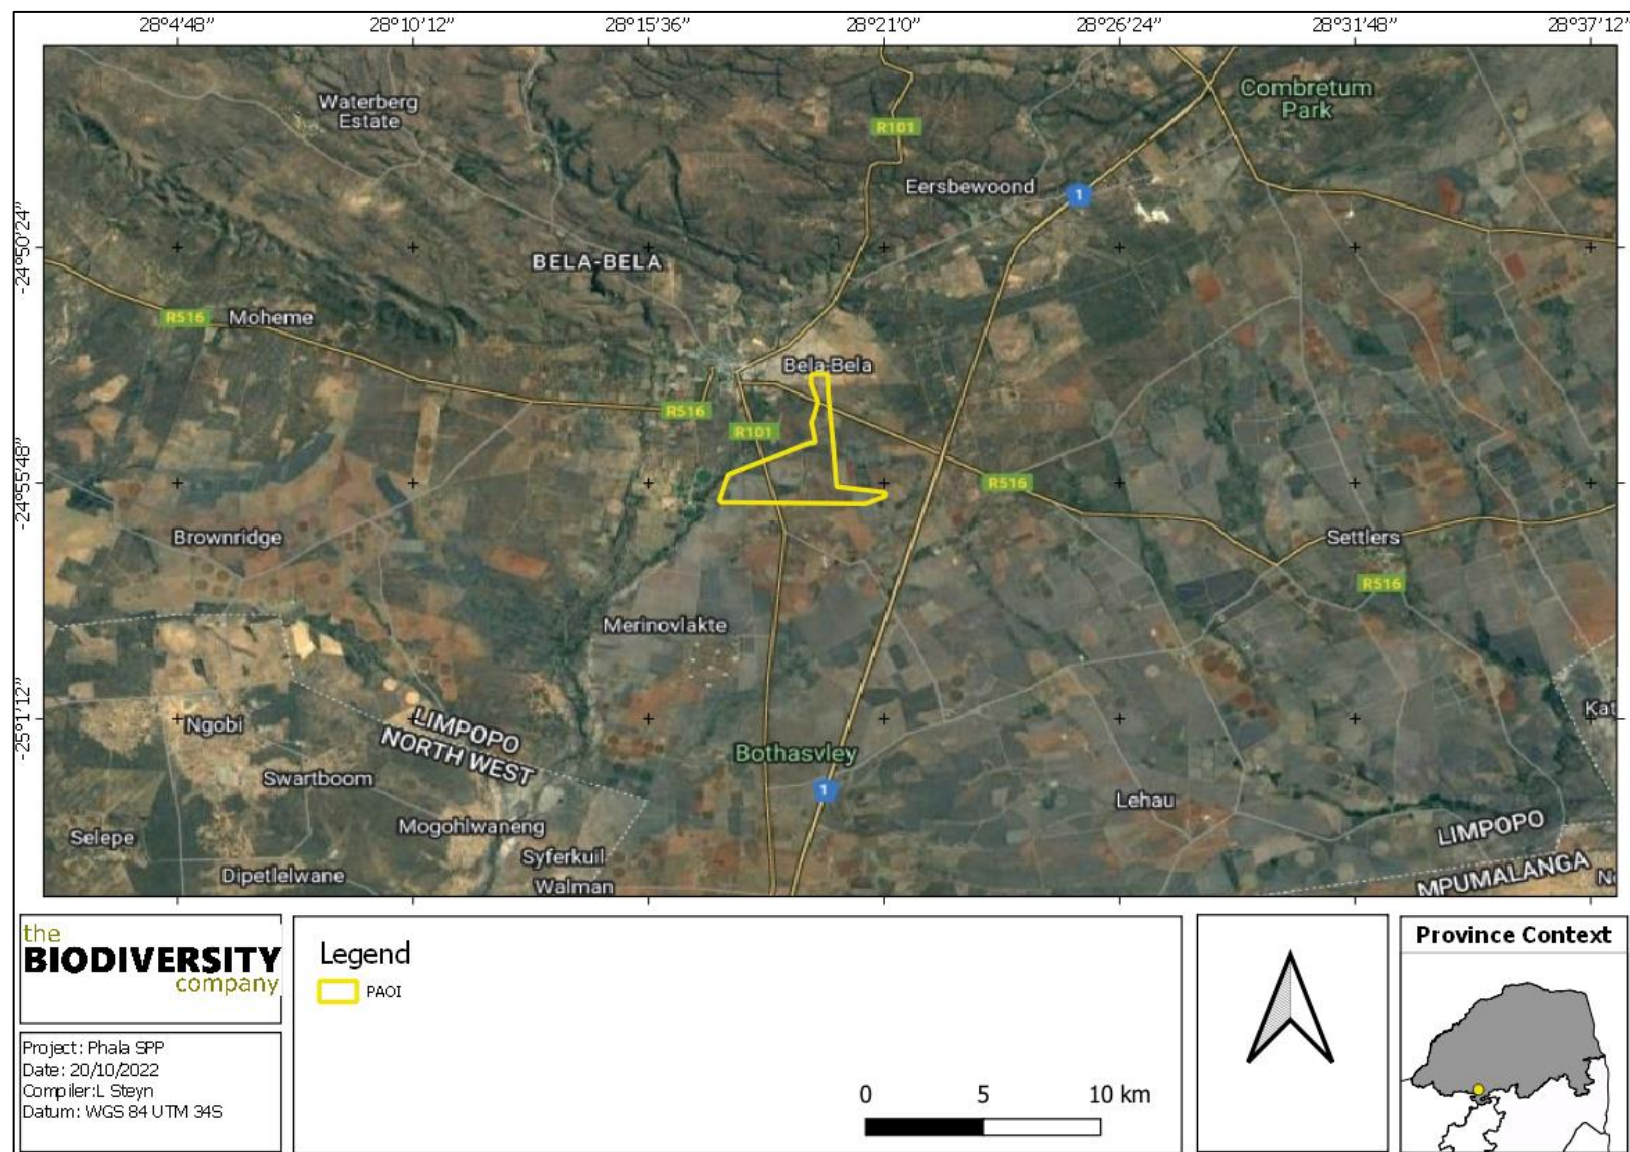 28°4'48" 28°10'12" 28°15'36" 28°21'0" 28°26'24" 28°31'48" 28°37'12"
-24°50'24"
-24°55'48"
-25°1'12"
Waterberg
Estate
Combretum
Park
R101
Eersbewoond
1
BELA-BELA
R516
Moheme
Bela-Bela
R516
R101
R516
Brownridge
Settlers
R516
Merinovlakte
Kat
Ngobi
LIMPOPO
NORTH WEST
Bothasvley
Swartboom
1
Lehau
Mogohlwaneng
Selepe
LIMPOPO
MPUMALANGA
Syferkuil
Dipetlelwane
Walman
the
BIODIVERSITY
company
Project: Phala SPP
Date: 20/10/2022
Compiler:L Steyn
Datum: WGS 84 UTM 34S
Legend
PAOI
0 5 10 km
Province Context